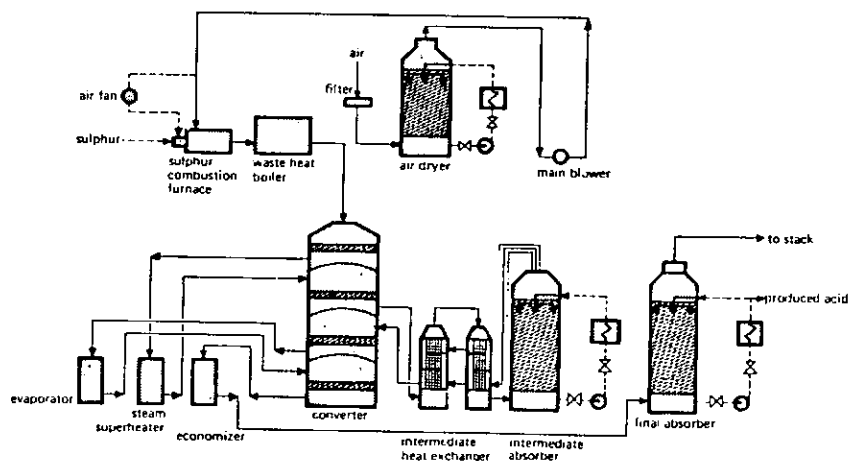 air
filter
air fan
sulphur
sulphur
combustion
furnace
waste heat
boiler
air dryer
main blower
to stack
produced acid
evaporator
steam
superheater
economizer
converter
intermediate
heat exchanger
intermediate
absorber
final absorber